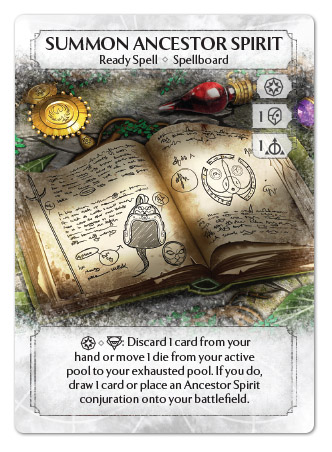 SUMMON ANCESTOR SPIRIT
Ready Spell ◇ Spellboard
1
1
: Discard 1 card from your
hand or move 1 die from your active
pool to your exhausted pool. If you do,
draw 1 card or place an Ancestor Spirit
conjuration onto your battlefield.